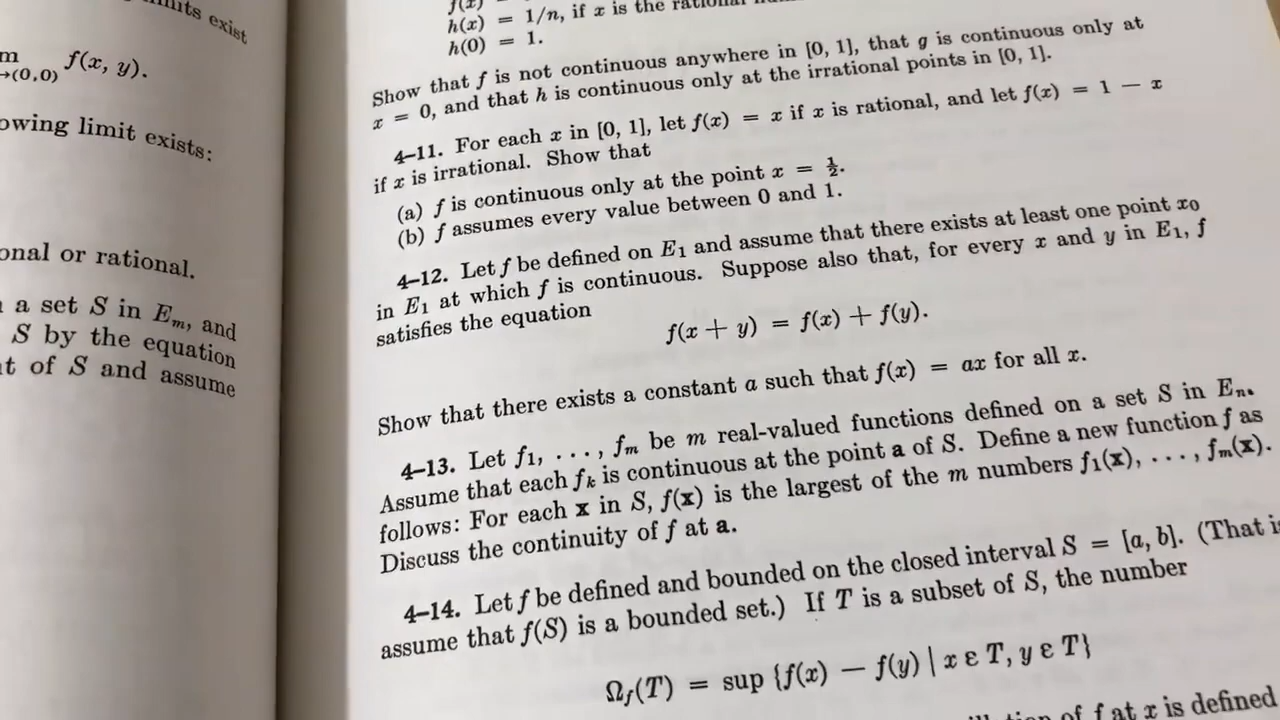 limits exist
f(x, y).
→(0,0)
owing limit exists:
onal or rational.
a set S in Em, and
S by the equation
t of S and assume
f(x)
h(x) = 1/n, if x is the
h(0) = 1.
Show that f is not continuous anywhere in [0, 1], that g is continuous only at
x = 0, and that h is continuous only at the irrational points in [0, 1].
4–11. For each x in [0, 1], let f(x) = x if x is rational, and let f(x) = 1 − x
if x is irrational. Show that
(a) f is continuous only at the point x = ½.
(b) f assumes every value between 0 and 1.
4–12. Let f be defined on E₁ and assume that there exists at least one point x₀
in E₁ at which f is continuous. Suppose also that, for every x and y in E₁, f
satisfies the equation
f(x + y) = f(x) + f(y).
Show that there exists a constant a such that f(x) = ax for all x.
4–13. Let f₁, . . . , fm be m real-valued functions defined on a set S in En.
Assume that each fk is continuous at the point a of S. Define a new function f as
follows: For each x in S, f(x) is the largest of the m numbers f₁(x), . . . , fm(x).
Discuss the continuity of f at a.
4–14. Let f be defined and bounded on the closed interval S = [a, b]. (That is
assume that f(S) is a bounded set.) If T is a subset of S, the number
Ωf(T) = sup {f(x) − f(y) | x ε T, y ε T}
of f at x is defined